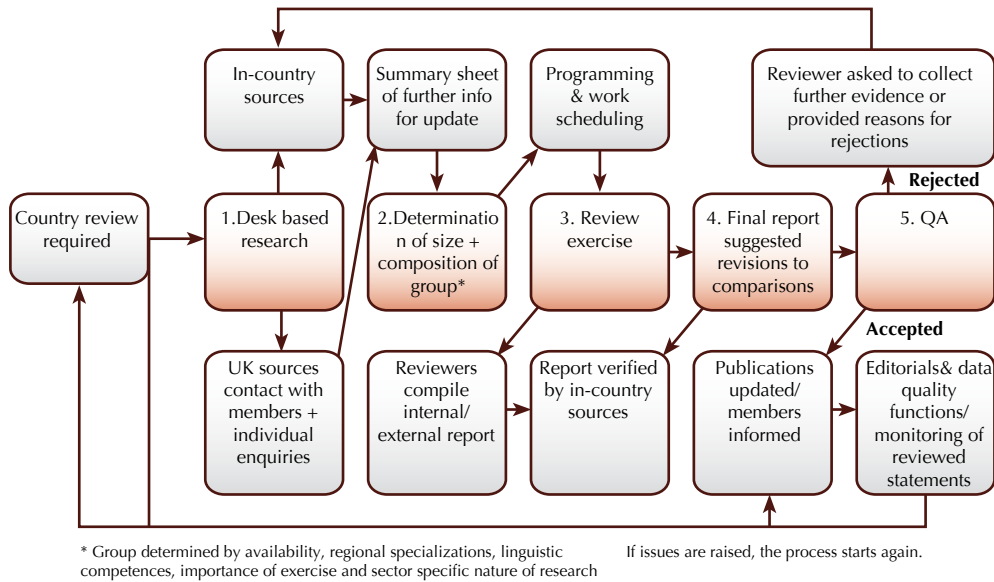 In-country
sources
Summary sheet
of further info
for update
Programming
& work
scheduling
Reviewer asked to collect
further evidence or
provided reasons for
rejections
Rejected
Country review
required
1.Desk based
research
2.Determinatio
n of size +
composition of
group*
3. Review
exercise
4. Final report
suggested
revisions to
comparisons
5. QA
Accepted
UK sources
contact with
members +
individual
enquiries
Reviewers
compile
internal/
external report
Report verified
by in-country
sources
Publications
updated/
members
informed
Editorials& data
quality
functions/
monitoring of
reviewed
statements
* Group determined by availability, regional specializations, linguistic
competences, importance of exercise and sector specific nature of research
If issues are raised, the process starts again.